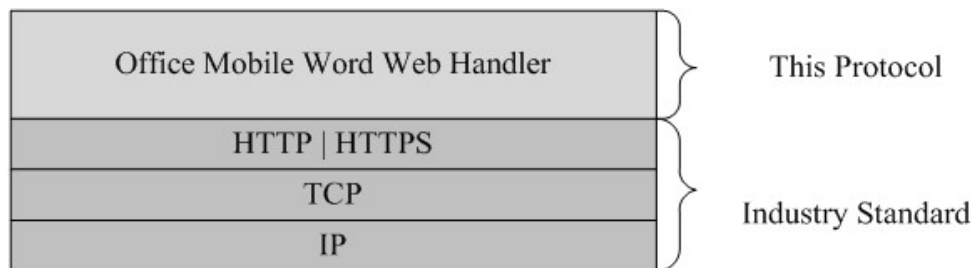 Office Mobile Word Web Handler
This Protocol
HTTP | HTTPS
TCP
Industry Standard
IP